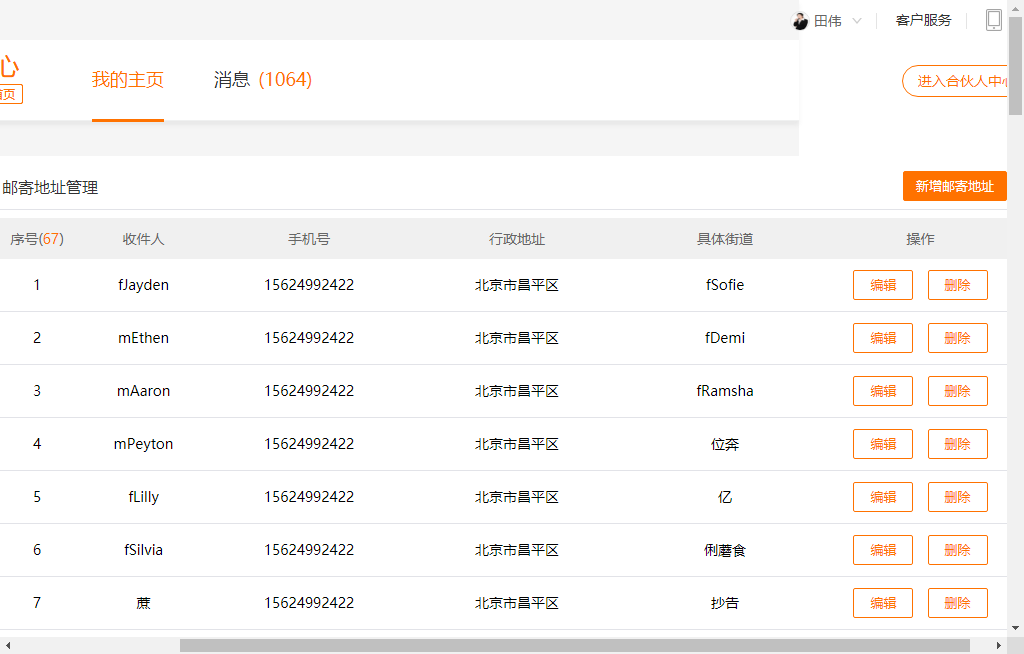 田伟 客户服务
心
我的主页 消息 (1064)
首页
进入合伙人中心
邮寄地址管理 新增邮寄地址
序号(67) 收件人 手机号 行政地址 具体街道 操作
1 fJayden 15624992422 北京市昌平区 fSofie 编辑 删除
2 mEthen 15624992422 北京市昌平区 fDemi 编辑 删除
3 mAaron 15624992422 北京市昌平区 fRamsha 编辑 删除
4 mPeyton 15624992422 北京市昌平区 位奔 编辑 删除
5 fLilly 15624992422 北京市昌平区 亿 编辑 删除
6 fSilvia 15624992422 北京市昌平区 俐蘑食 编辑 删除
7 蔗 15624992422 北京市昌平区 抄告 编辑 删除